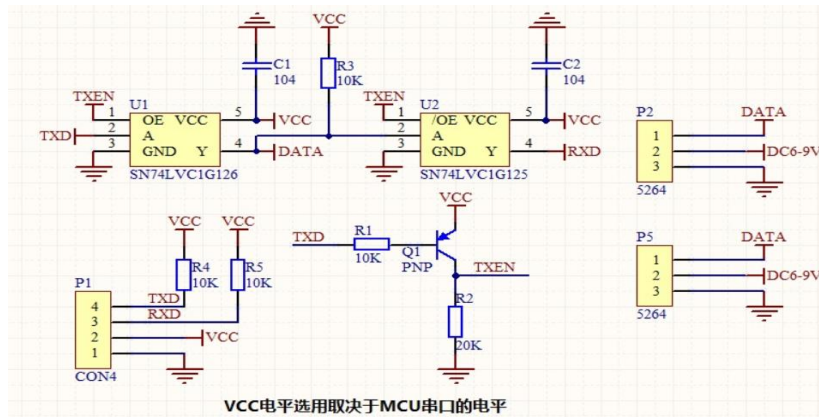 VCC
C1
104
R3
10K
C2
104
TXEN
U1
1
OE VCC
5
VCC
TXD
2
A
3
GND Y
4
DATA
SN74LVC1G126
TXEN
U2
1
/OE VCC
5
VCC
2
A
3
GND Y
4
RXD
SN74LVC1G125
P2
DATA
1
2
DC6-9V
3
5264
VCC
VCC
R4
10K
R5
10K
P1
4
TXD
3
RXD
2
VCC
1
CON4
VCC
TXD
R1
10K
Q1
PNP
TXEN
R2
20K
P5
DATA
1
2
DC6-9V
3
5264
VCC电平选用取决于MCU串口的电平